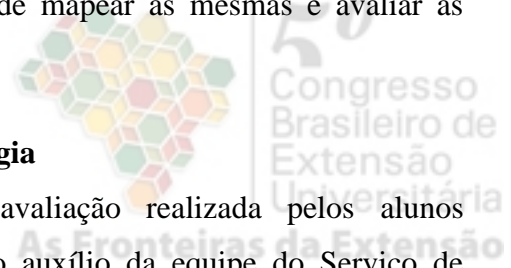 de mapear as mesmas e avaliar as
5º
Congresso
Brasileiro de
Extensão
Universitária
gia
avaliação realizada pelos alunos
As Fronteiras da Extensão
o auxílio da equipe do Serviço de